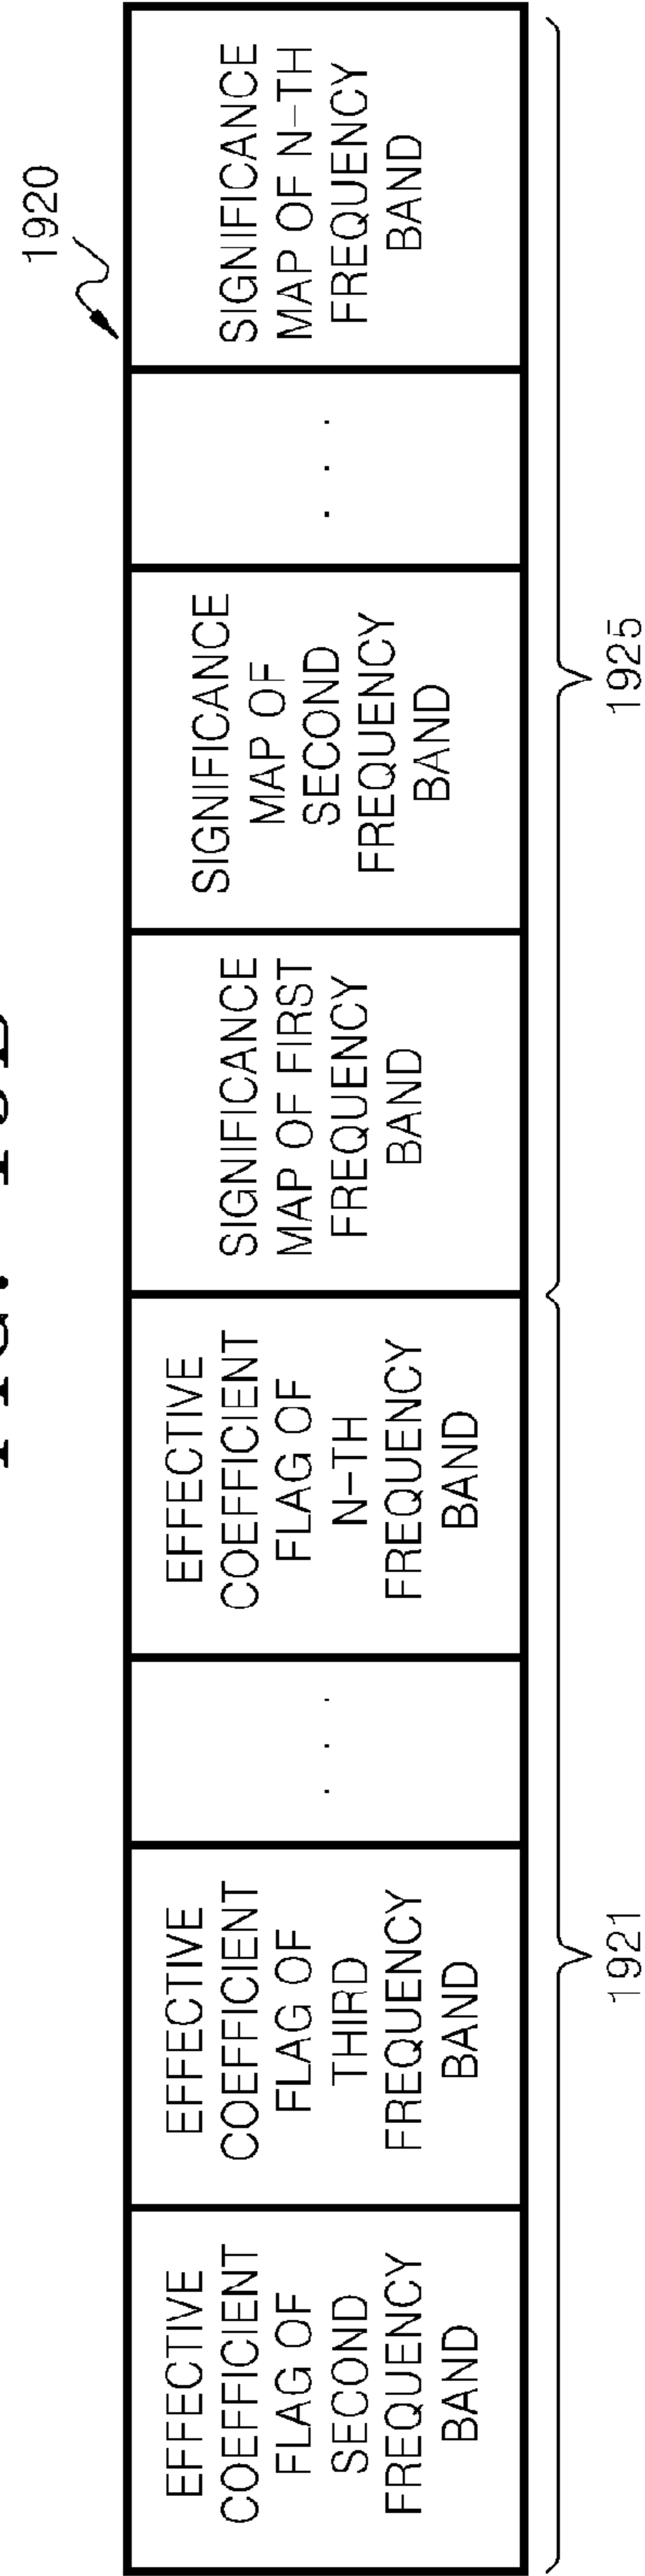 1920
EFFECTIVE
COEFFICIENT
FLAG OF
SECOND
FREQUENCY
BAND
EFFECTIVE
COEFFICIENT
FLAG OF
THIRD
FREQUENCY
BAND
. . .
EFFECTIVE
COEFFICIENT
FLAG OF
N-TH
FREQUENCY
BAND
SIGNIFICANCE
MAP OF FIRST
FREQUENCY
BAND
SIGNIFICANCE
MAP OF
SECOND
FREQUENCY
BAND
. . .
SIGNIFICANCE
MAP OF N-TH
FREQUENCY
BAND
1921
1925